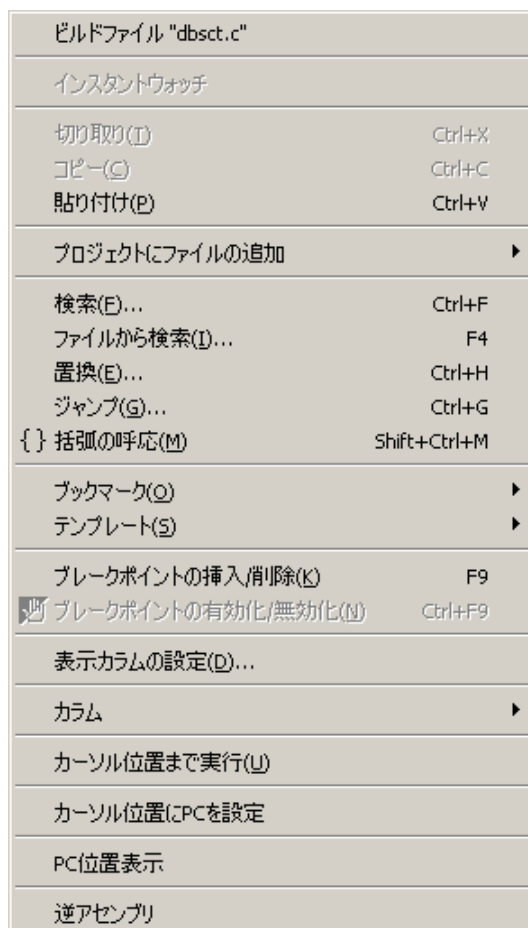 ビルドファイル "dbsct.c"
インスタントウォッチ
切り取り(T) Ctrl+X
コピー(C) Ctrl+C
貼り付け(P) Ctrl+V
プロジェクトにファイルの追加
検索(F)... Ctrl+F
ファイルから検索(I)... F4
置換(E)... Ctrl+H
ジャンプ(G)... Ctrl+G
{ } 括弧の呼応(M) Shift+Ctrl+M
ブックマーク(O)
テンプレート(S)
ブレークポイントの挿入/削除(K) F9
ブレークポイントの有効化/無効化(N) Ctrl+F9
表示カラムの設定(D)...
カラム
カーソル位置まで実行(U)
カーソル位置にPCを設定
PC位置表示
逆アセンブリ